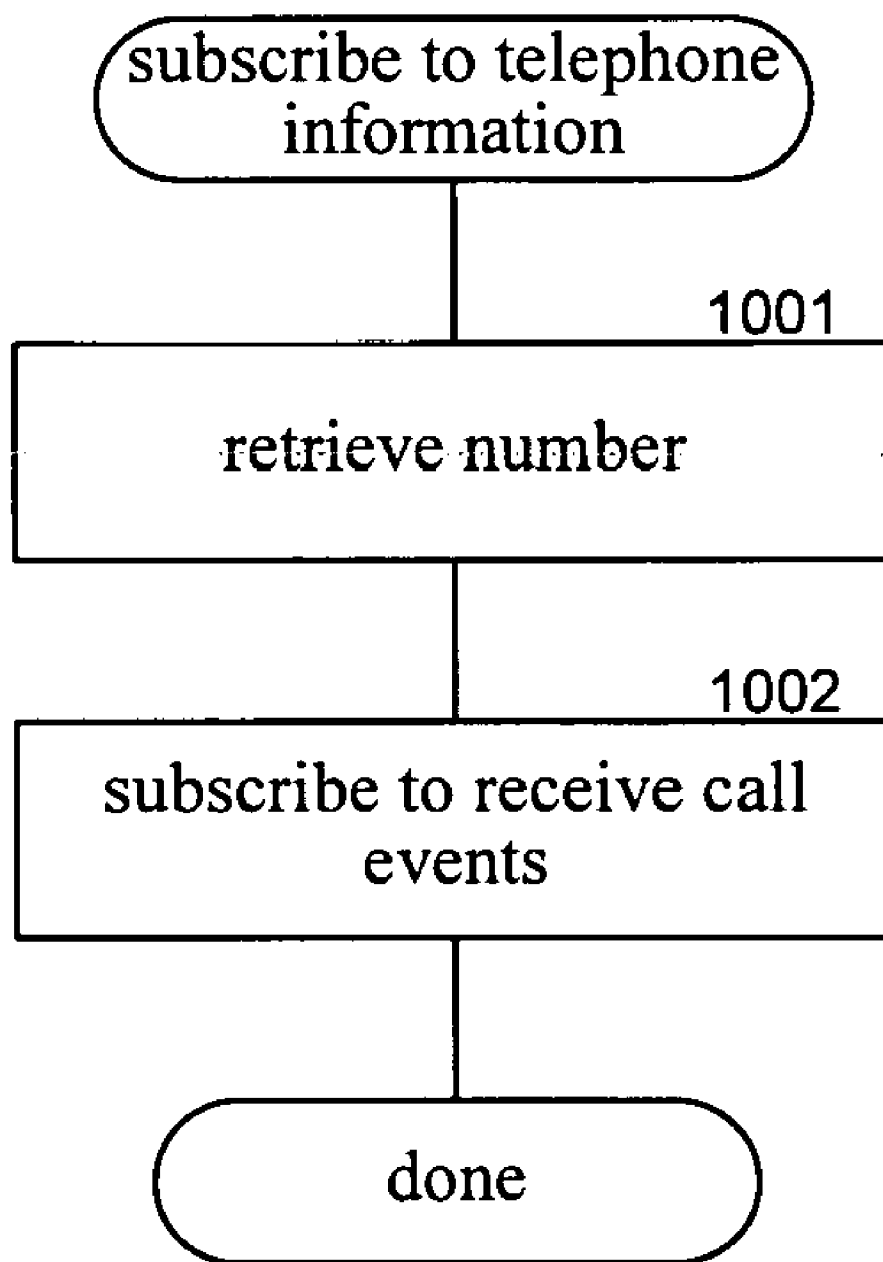 subscribe to telephone
information
1001
retrieve number
1002
subscribe to receive call
events
done